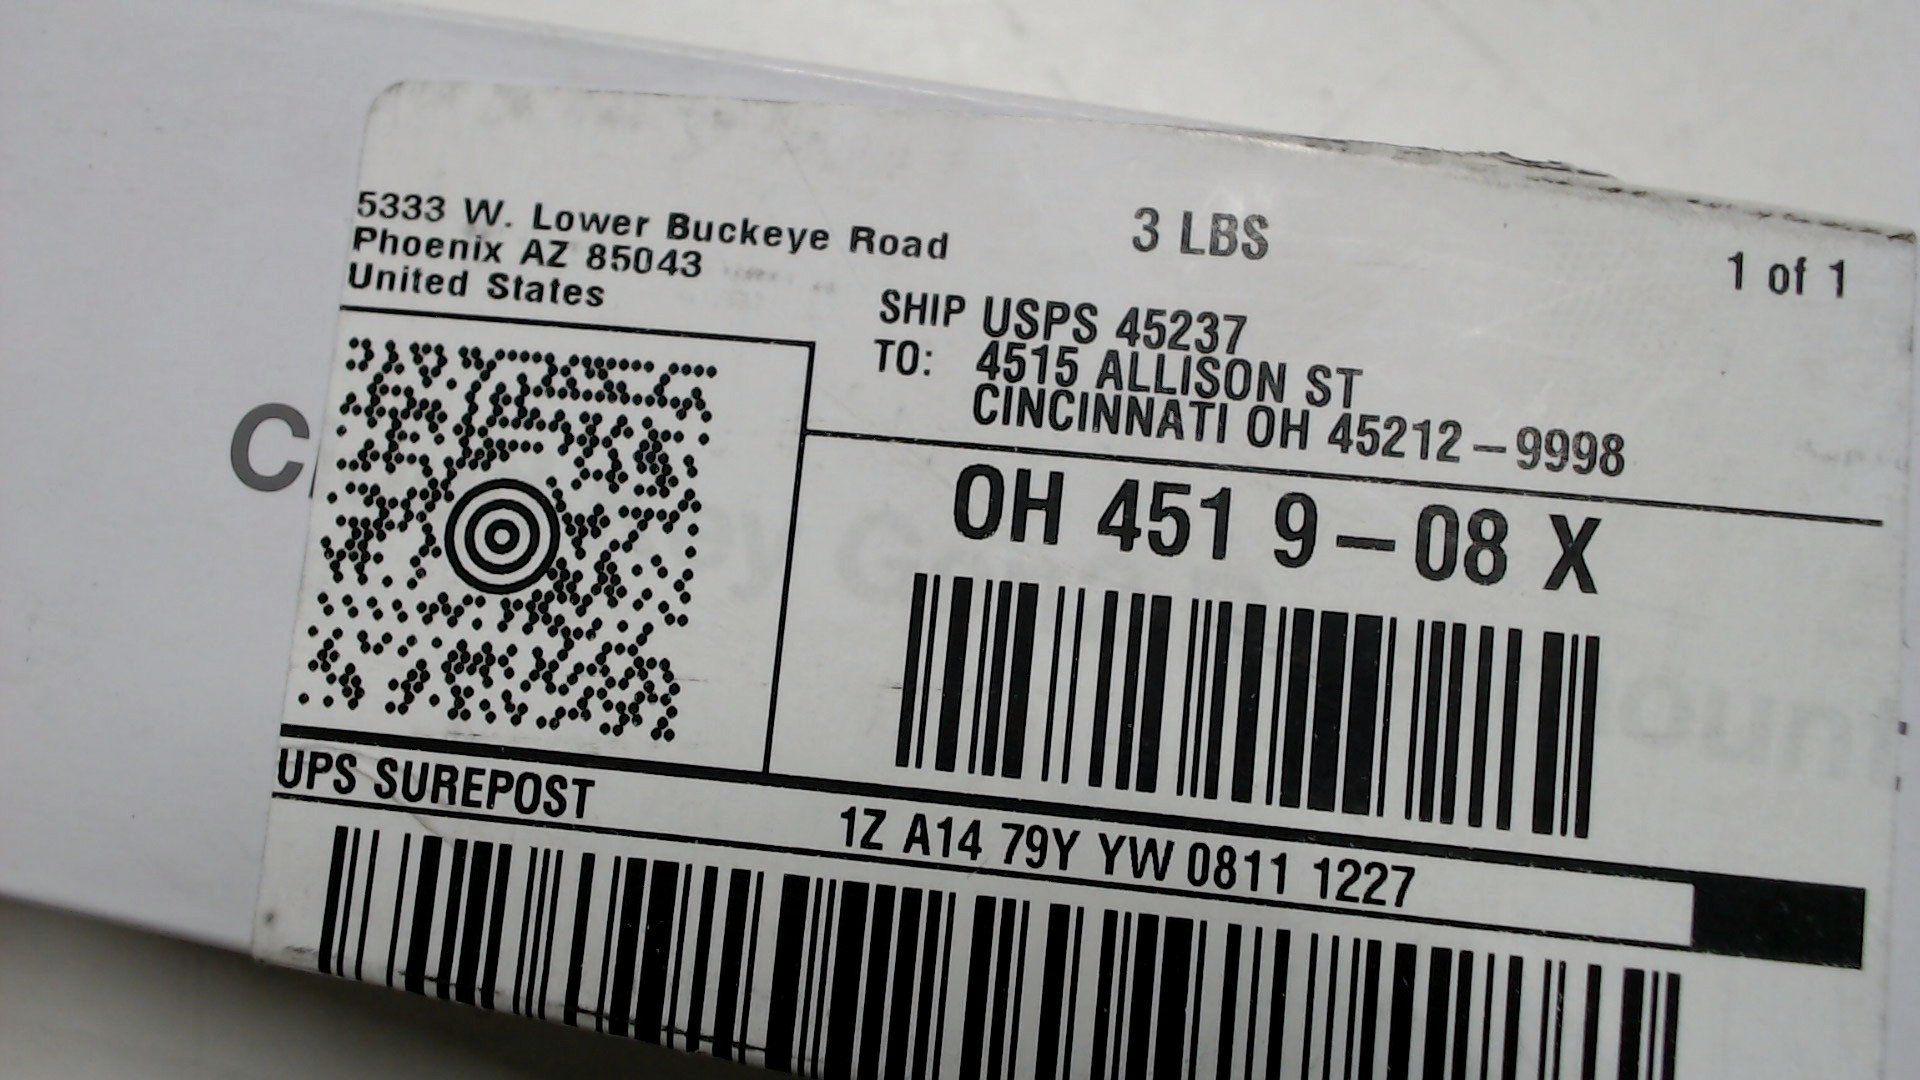 5333 W. Lower Buckeye Road
Phoenix AZ 85043
United States
3 LBS
1 of 1
SHIP TO:
USPS 45237
4515 ALLISON ST
CINCINNATI OH 45212-9998
C
OH 451 9-08 X
UPS SUREPOST
1Z A14 79Y YW 0811 1227